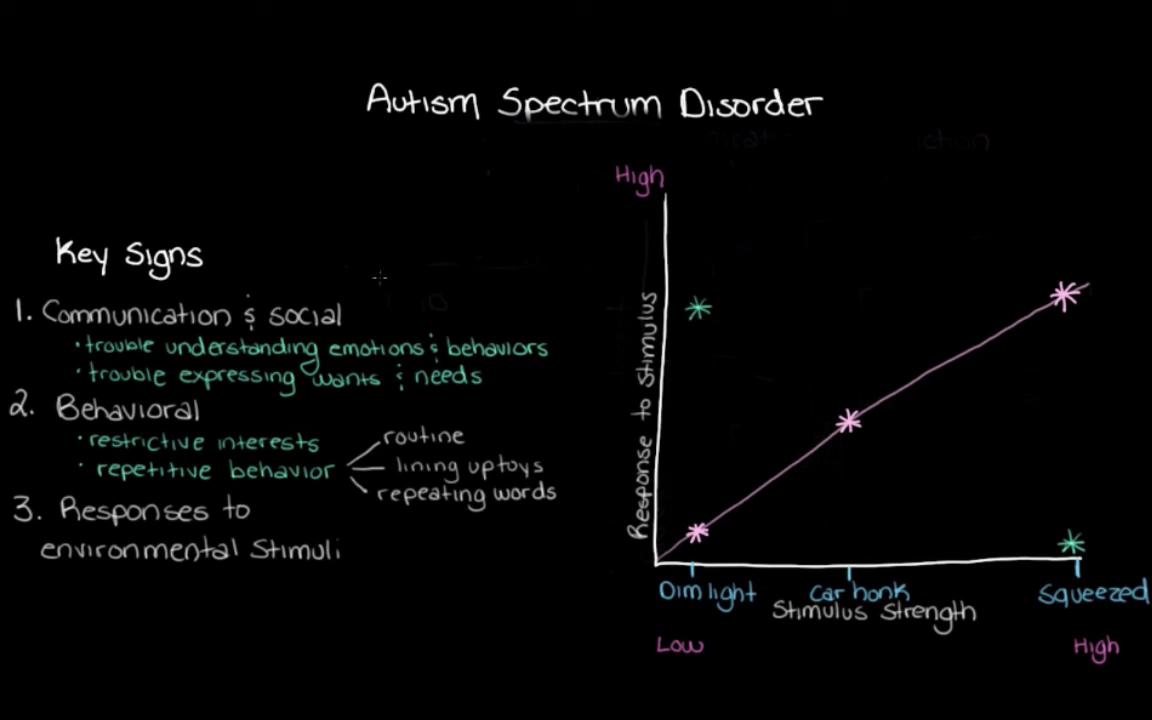 Autism Spectrum Disorder
High
Key Signs
1. Communication & social
· trouble understanding emotions & behaviors
· trouble expressing wants & needs
2. Behavioral
· restrictive interests
· repetitive behavior
routine
lining up toys
repeating words
3. Responses to
environmental stimuli
Response to Stimulus
Dim light
Car honk
Squeezed
Stimulus Strength
Low
High